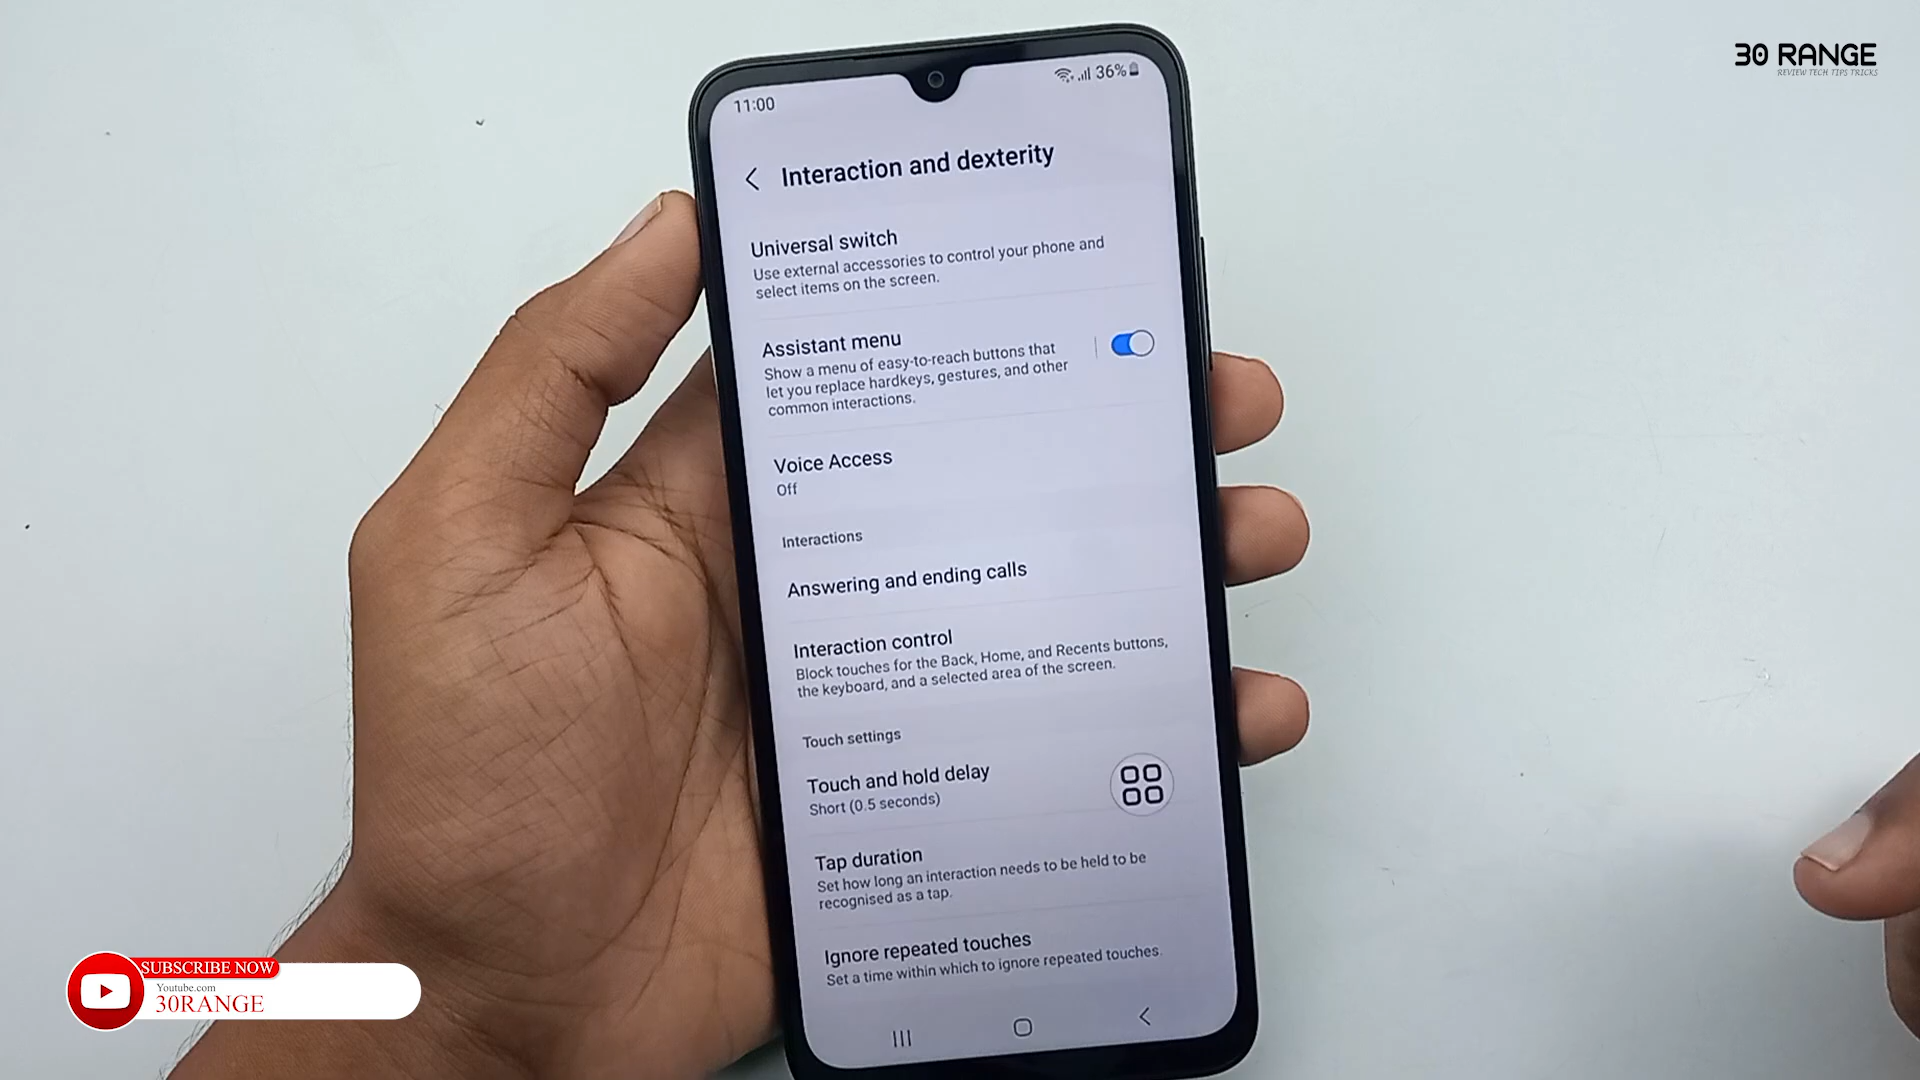 30 RANGE
REVIEW TECH TIPS TRICKS
11:00
36%
Interaction and dexterity
Universal switch
Use external accessories to control your phone and
select items on the screen.
Assistant menu
Show a menu of easy-to-reach buttons that
let you replace hardkeys, gestures, and other
common interactions.
Voice Access
Off
Interactions
Answering and ending calls
Interaction control
Block touches for the Back, Home, and Recents buttons,
the keyboard, and a selected area of the screen.
Touch settings
Touch and hold delay
Short (0.5 seconds)
Tap duration
Set how long an interaction needs to be held to be
recognised as a tap.
Ignore repeated touches
Set a time within which to ignore repeated touches.
SUBSCRIBE NOW
Youtube.com
30RANGE